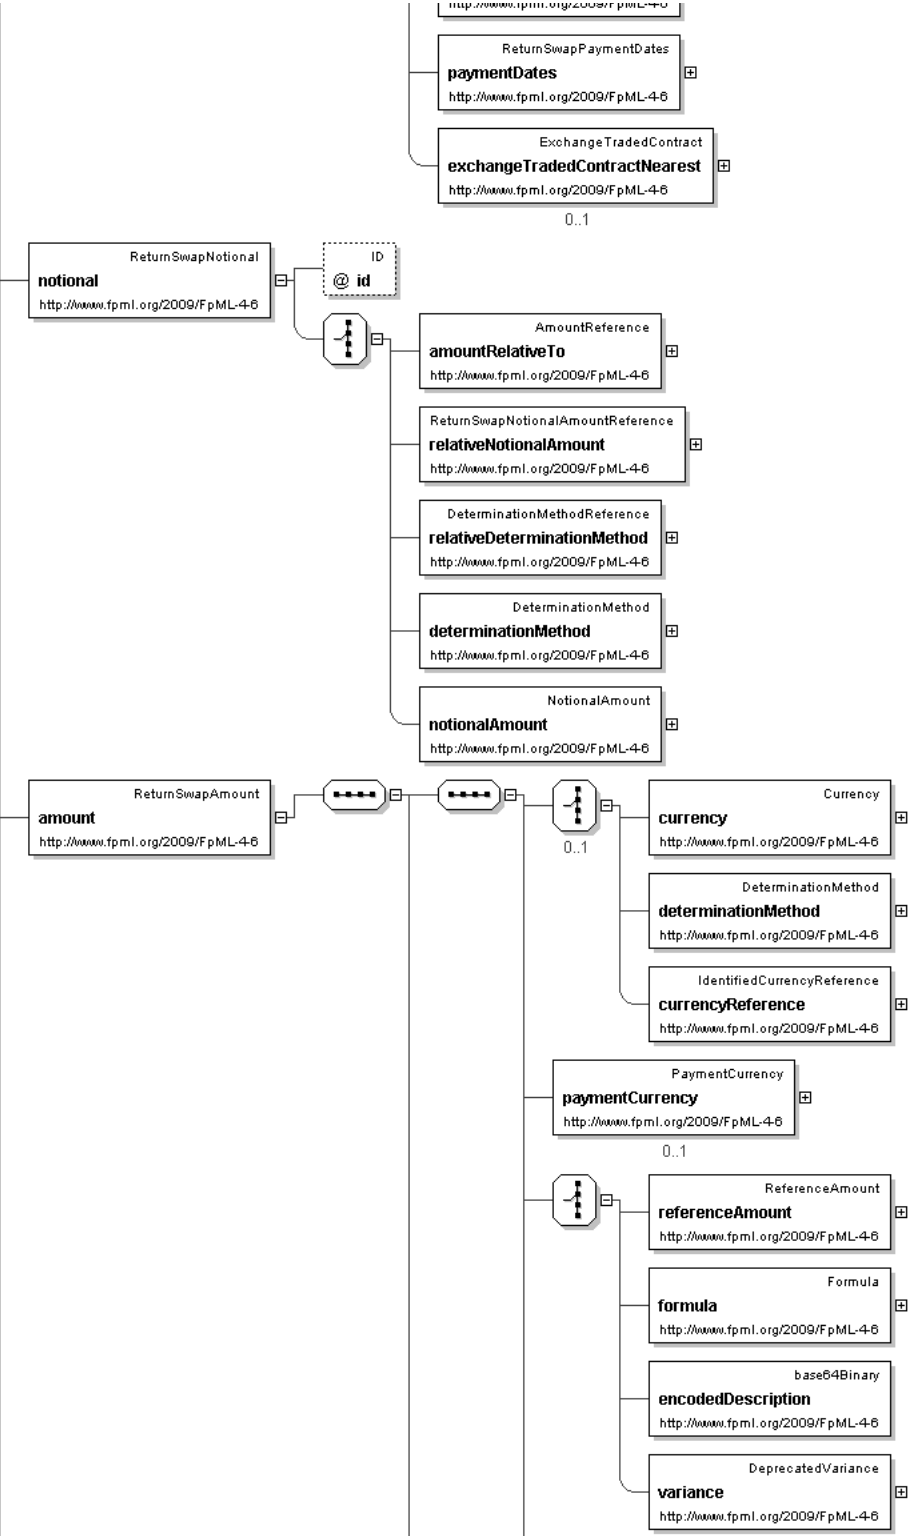 http://www.fpml.org/2009/FpML-4-6
ReturnSwapPaymentDates
paymentDates
http://www.fpml.org/2009/FpML-4-6
ExchangeTradedContract
exchangeTradedContractNearest
http://www.fpml.org/2009/FpML-4-6
0..1
ReturnSwapNotional
notional
http://www.fpml.org/2009/FpML-4-6
ID
@ id
AmountReference
amountRelativeTo
http://www.fpml.org/2009/FpML-4-6
ReturnSwapNotionalAmountReference
relativeNotionalAmount
http://www.fpml.org/2009/FpML-4-6
DeterminationMethodReference
relativeDeterminationMethod
http://www.fpml.org/2009/FpML-4-6
DeterminationMethod
determinationMethod
http://www.fpml.org/2009/FpML-4-6
NotionalAmount
notionalAmount
http://www.fpml.org/2009/FpML-4-6
ReturnSwapAmount
amount
http://www.fpml.org/2009/FpML-4-6
0..1
Currency
currency
http://www.fpml.org/2009/FpML-4-6
DeterminationMethod
determinationMethod
http://www.fpml.org/2009/FpML-4-6
IdentifiedCurrencyReference
currencyReference
http://www.fpml.org/2009/FpML-4-6
PaymentCurrency
paymentCurrency
http://www.fpml.org/2009/FpML-4-6
0..1
ReferenceAmount
referenceAmount
http://www.fpml.org/2009/FpML-4-6
Formula
formula
http://www.fpml.org/2009/FpML-4-6
base64Binary
encodedDescription
http://www.fpml.org/2009/FpML-4-6
DeprecatedVariance
variance
http://www.fpml.org/2009/FpML-4-6